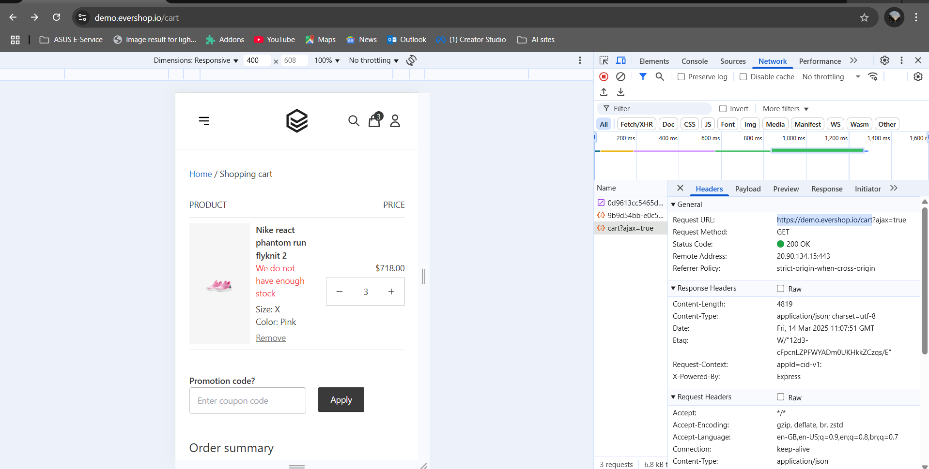 demo.evershop.io/cart
ASUS E-Service
Image result for ligh...
Addons
YouTube
Maps
News
Outlook
(1) Creator Studio
AI sites
Dimensions: Responsive
400
×
608
100%
No throttling
3
Home / Shopping cart
PRODUCT
PRICE
Nike react
phantom run
flyknit 2
We do not
have enough
stock
Size: X
Color: Pink
Remove
$718.00
− 3 +
Promotion code?
Enter coupon code
Apply
Order summary
Elements
Console
Sources
Network
Performance
Preserve log
Disable cache
No throttling
Filter
Invert
More filters
All
Fetch/XHR
Doc
CSS
JS
Font
Img
Media
Manifest
WS
Wasm
Other
200 ms
400 ms
600 ms
800 ms
1,000 ms
1,200 ms
1,400 ms
1,600
Name
0d9613cc5465d...
9b9d54bb-e0c5...
cart?ajax=true
Headers
Payload
Preview
Response
Initiator
General
Request URL: https://demo.evershop.io/cart?ajax=true
Request Method: GET
Status Code: 200 OK
Remote Address: 20.90.134.15:443
Referrer Policy: strict-origin-when-cross-origin
Response Headers
Raw
Content-Length: 4819
Content-Type: application/json; charset=utf-8
Date: Fri, 14 Mar 2025 11:07:51 GMT
Etag: W/"12d3-
cFpcnLZPFWYADm0UKHkkZCzqs/E"
Request-Context: appId=cid-v1:
X-Powered-By: Express
Request Headers
Raw
Accept: */*
Accept-Encoding: gzip, deflate, br, zstd
Accept-Language: en-GB,en-US;q=0.9,en;q=0.8,bn;q=0.7
Connection: keep-alive
Content-Type: application/json
3 requests
6.8 kB